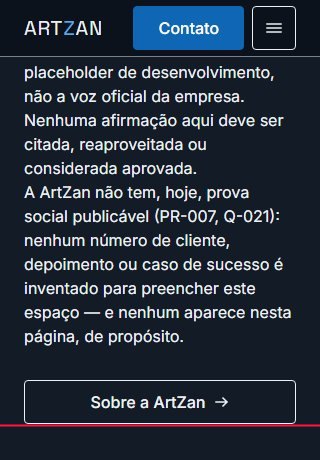 ARTZAN
Contato
placeholder de desenvolvimento,
não a voz oficial da empresa.
Nenhuma afirmação aqui deve ser
citada, reaproveitada ou
considerada aprovada.
A ArtZan não tem, hoje, prova
social publicável (PR-007, Q-021):
nenhum número de cliente,
depoimento ou caso de sucesso é
inventado para preencher este
espaço — e nenhum aparece nesta
página, de propósito.
Sobre a ArtZan →